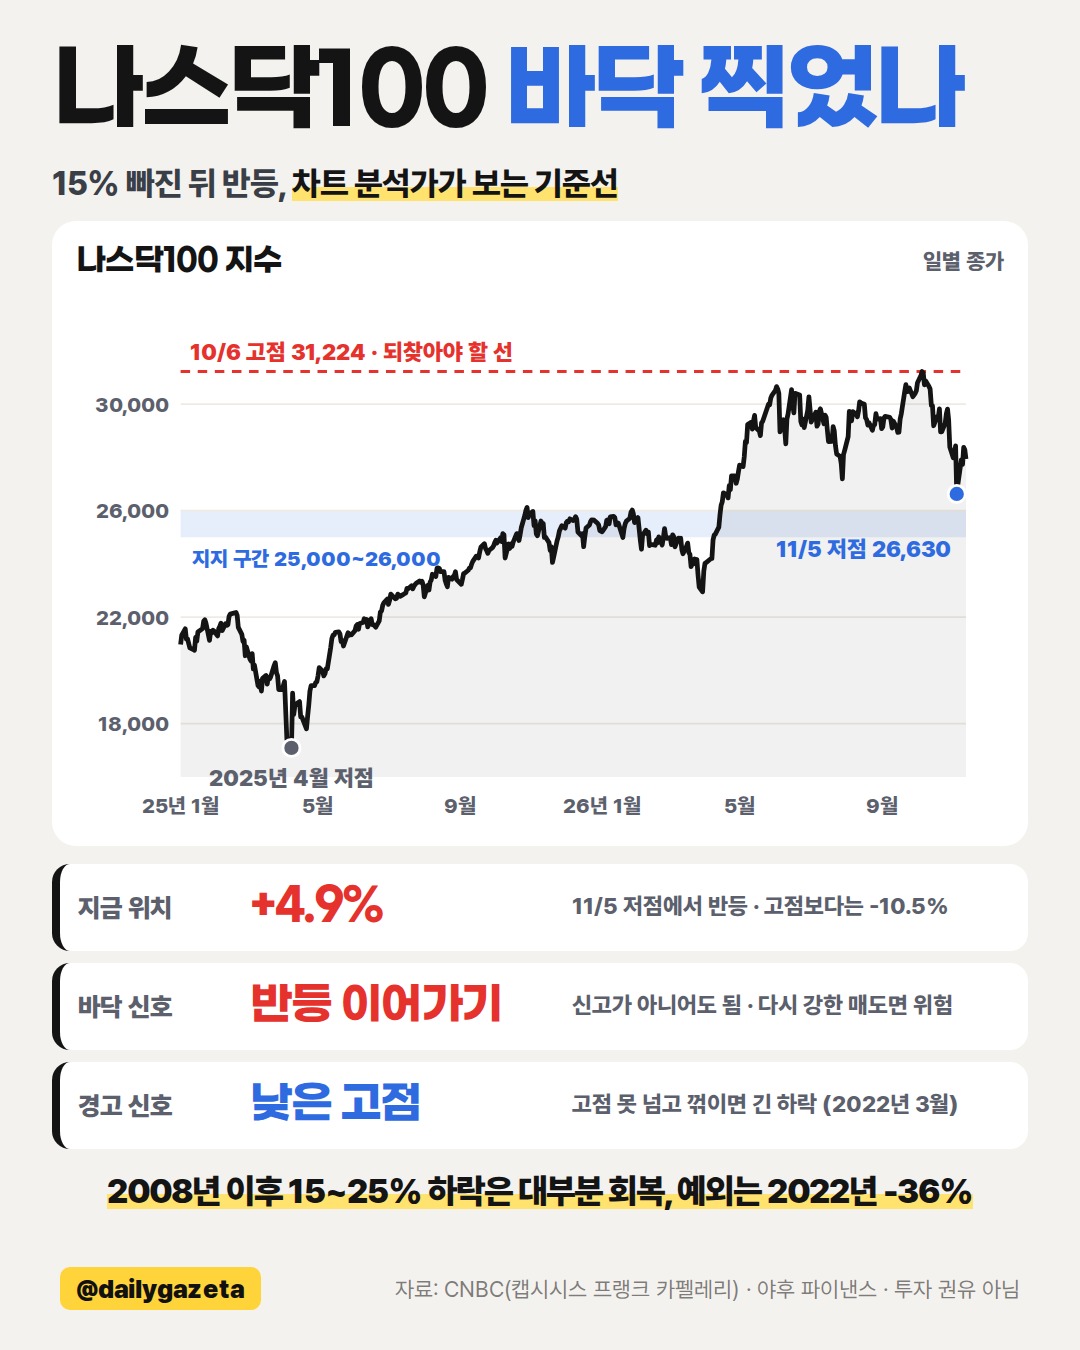 나스닥100 바닥 찍었나
15% 빠진 뒤 반등, 차트 분석가가 보는 기준선
나스닥100 지수
일별 종가
10/6 고점 31,224 · 되찾아야 할 선
30,000
26,000
지지 구간 25,000~26,000
11/5 저점 26,630
22,000
18,000
2025년 4월 저점
25년 1월 5월 9월 26년 1월 5월 9월
지금 위치 +4.9% 11/5 저점에서 반등 · 고점보다는 -10.5%
바닥 신호 반등 이어가기 신고가 아니어도 됨 · 다시 강한 매도면 위험
경고 신호 낮은 고점 고점 못 넘고 꺾이면 긴 하락 (2022년 3월)
2008년 이후 15~25% 하락은 대부분 회복, 예외는 2022년 -36%
@dailygazeta
자료: CNBC(캡시시스 프랭크 카펠레리) · 야후 파이낸스 · 투자 권유 아님